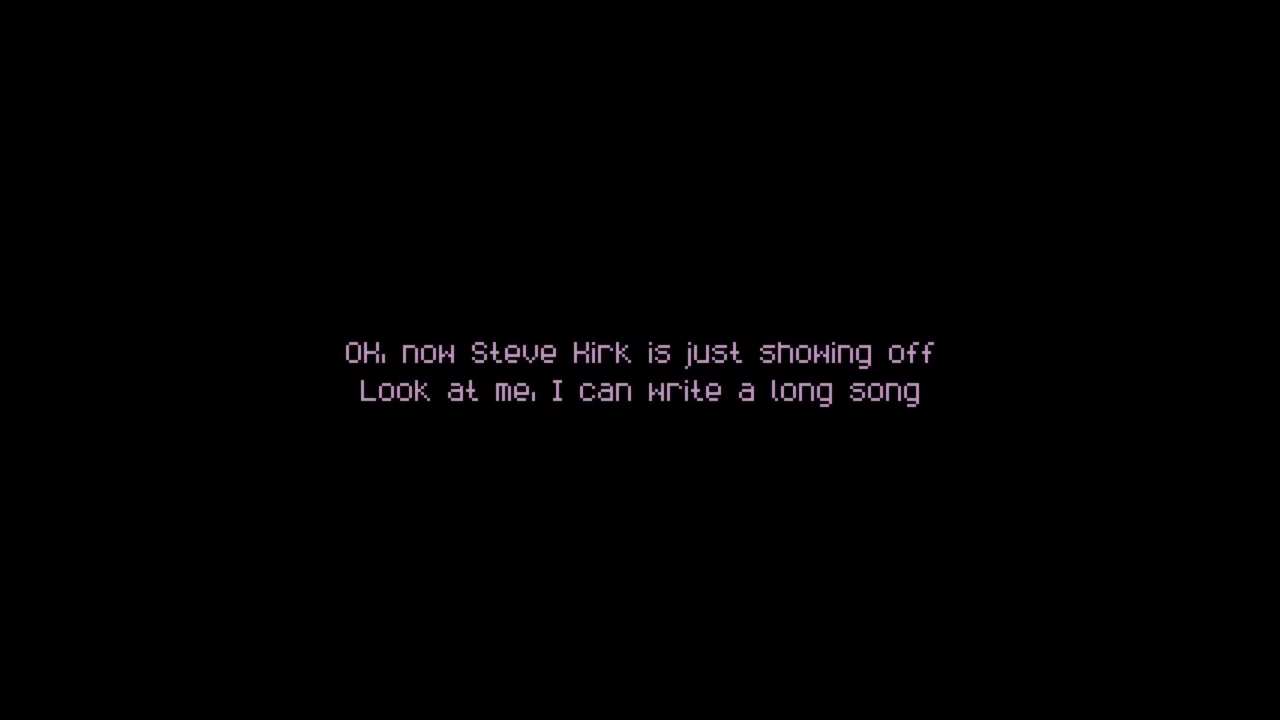 OK, now Steve Kirk is just showing off
Look at me, I can write a long song